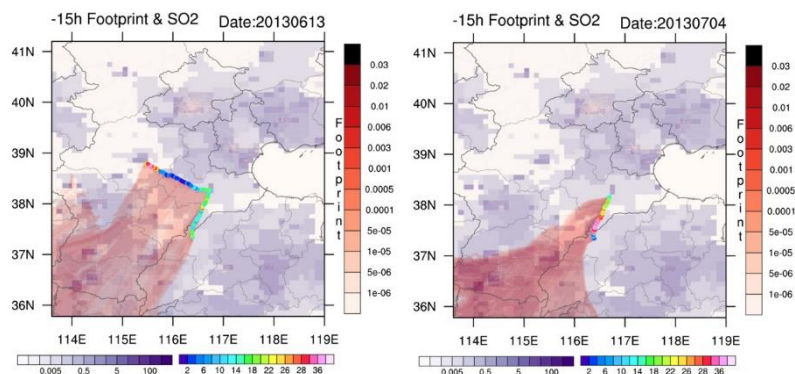 -15h Footprint & SO2 Date:20130613
41N
40N
39N
38N
37N
36N
114E 115E 116E 117E 118E 119E
0.03
0.02
0.01
0.006
0.003
0.001
0.0005
0.0001
5e-05
1e-05
5e-06
1e-06
Footprint
0.005 0.5 5 100
2 6 10 14 18 22 26 28 36
-15h Footprint & SO2 Date:20130704
41N
40N
39N
38N
37N
36N
114E 115E 116E 117E 118E 119E
0.03
0.02
0.01
0.006
0.003
0.001
0.0005
0.0001
5e-05
1e-05
5e-06
1e-06
Footprint
0.005 0.5 5 100
2 6 10 14 18 22 26 28 36